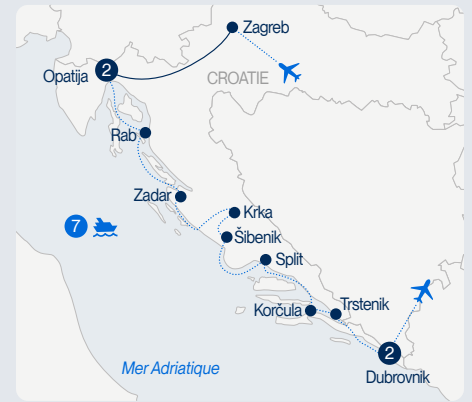 Zagreb
2
Opatija
CROATIE
Rab
Zadar
Krka
7
Šibenik
Split
Korčula
Trstenik
2
Mer Adriatique
Dubrovnik